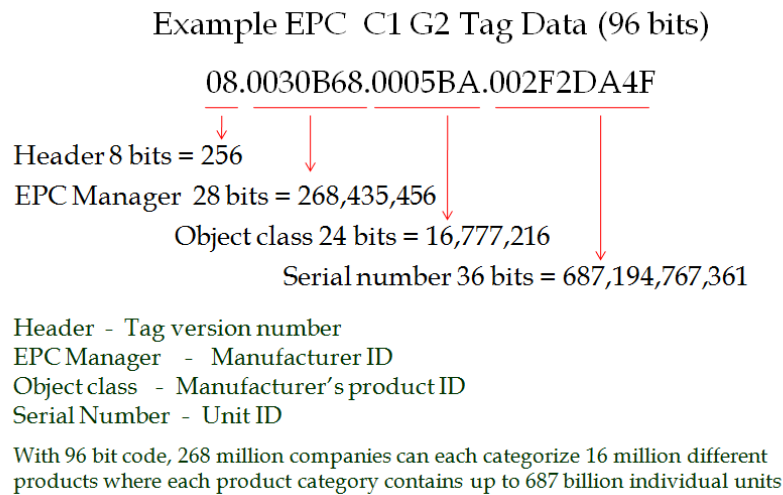 Example EPC C1 G2 Tag Data (96 bits)
08.0030B68.0005BA.002F2DA4F
Header 8 bits = 256
EPC Manager 28 bits = 268,435,456
Object class 24 bits = 16,777,216
Serial number 36 bits = 687,194,767,361
Header - Tag version number
EPC Manager - Manufacturer ID
Object class - Manufacturer's product ID
Serial Number - Unit ID
With 96 bit code, 268 million companies can each categorize 16 million different
products where each product category contains up to 687 billion individual units